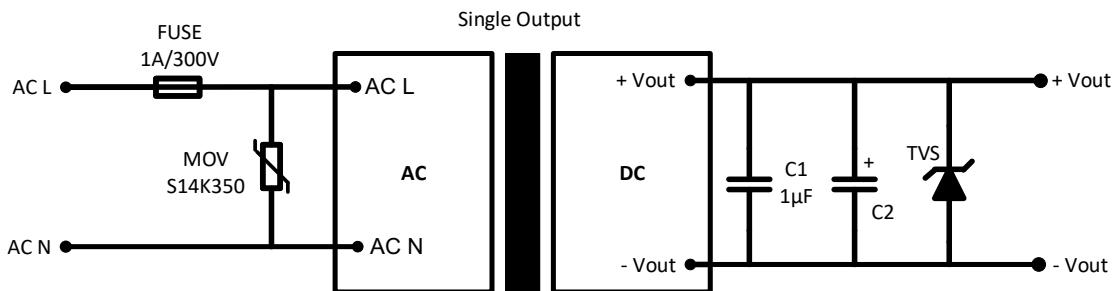 Single Output
FUSE
1A/300V
AC L
AC L
+ Vout
+ Vout
MOV
S14K350
AC
DC
C1
1µF
+
C2
TVS
AC N
AC N
- Vout
- Vout